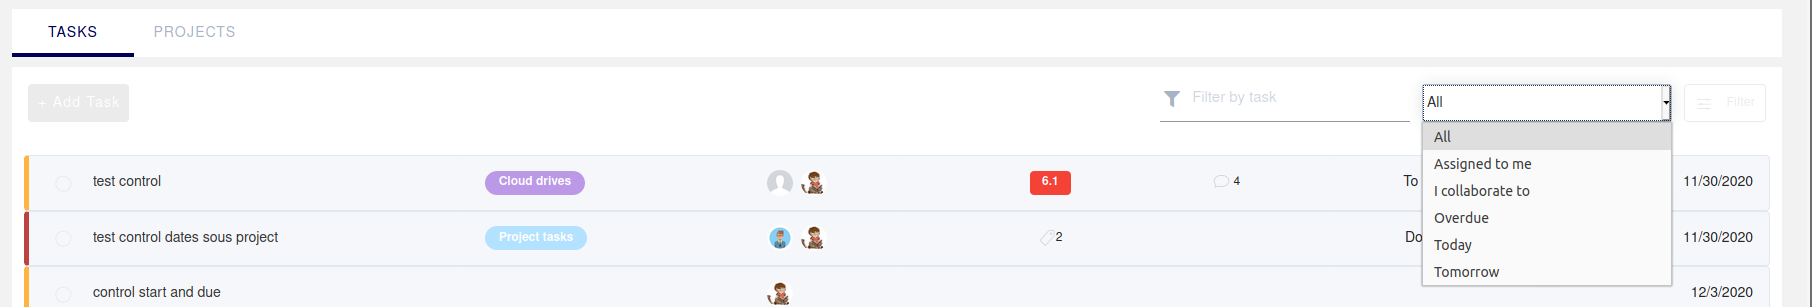 TASKS PROJECTS
+ Add Task Filter by task All Filter
All
Assigned to me
I collaborate to
Overdue
Today
Tomorrow
test control Cloud drives 6.1 4 To 11/30/2020
test control dates sous project Project tasks 2 Do 11/30/2020
control start and due 12/3/2020